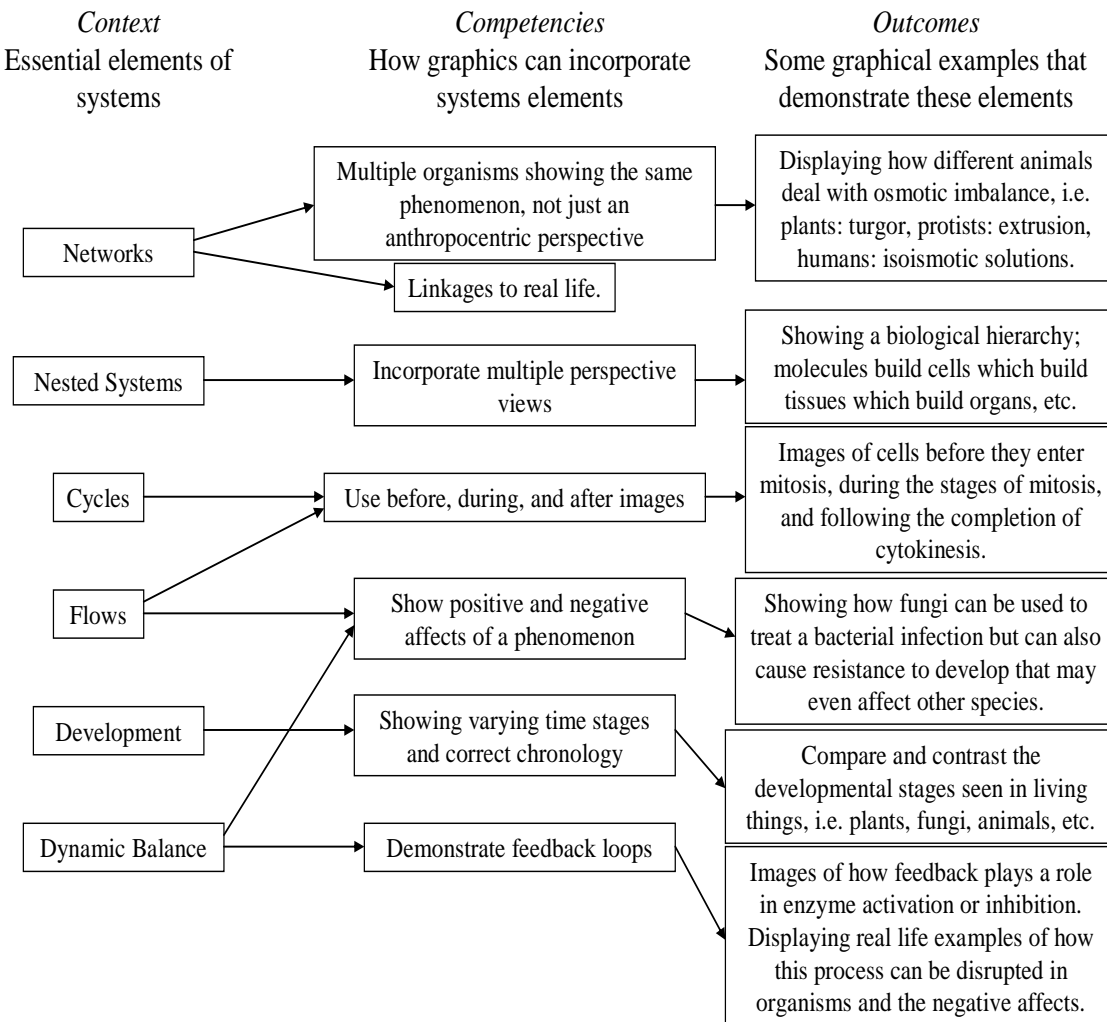 Context
Essential elements of
systems
Competencies
How graphics can incorporate
systems elements
Outcomes
Some graphical examples that
demonstrate these elements
Networks
Multiple organisms showing the same
phenomenon, not just an
anthropocentric perspective
Linkages to real life.
Displaying how different animals
deal with osmotic imbalance, i.e.
plants: turgor, protists: extrusion,
humans: isoismotic solutions.
Nested Systems
Incorporate multiple perspective
views
Showing a biological hierarchy;
molecules build cells which build
tissues which build organs, etc.
Cycles
Use before, during, and after images
Images of cells before they enter
mitosis, during the stages of mitosis,
and following the completion of
cytokinesis.
Flows
Show positive and negative
affects of a phenomenon
Showing how fungi can be used to
treat a bacterial infection but can also
cause resistance to develop that may
even affect other species.
Development
Showing varying time stages
and correct chronology
Compare and contrast the
developmental stages seen in living
things, i.e. plants, fungi, animals, etc.
Dynamic Balance
Demonstrate feedback loops
Images of how feedback plays a role
in enzyme activation or inhibition.
Displaying real life examples of how
this process can be disrupted in
organisms and the negative affects.